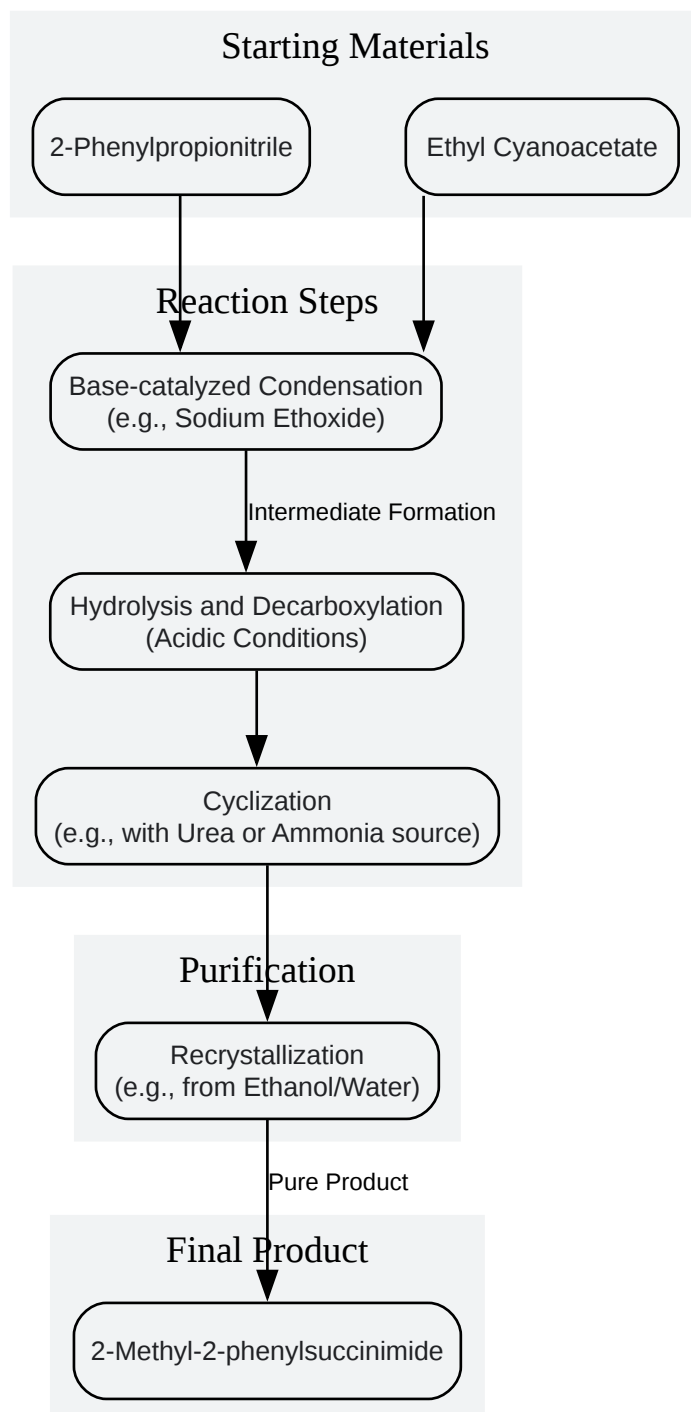 Starting Materials
2-Phenylpropionitrile
Ethyl Cyanoacetate
Reaction Steps
Base-catalyzed Condensation
(e.g., Sodium Ethoxide)
Intermediate Formation
Hydrolysis and Decarboxylation
(Acidic Conditions)
Cyclization
(e.g., with Urea or Ammonia source)
Purification
Recrystallization
(e.g., from Ethanol/Water)
Pure Product
Final Product
2-Methyl-2-phenylsuccinimide